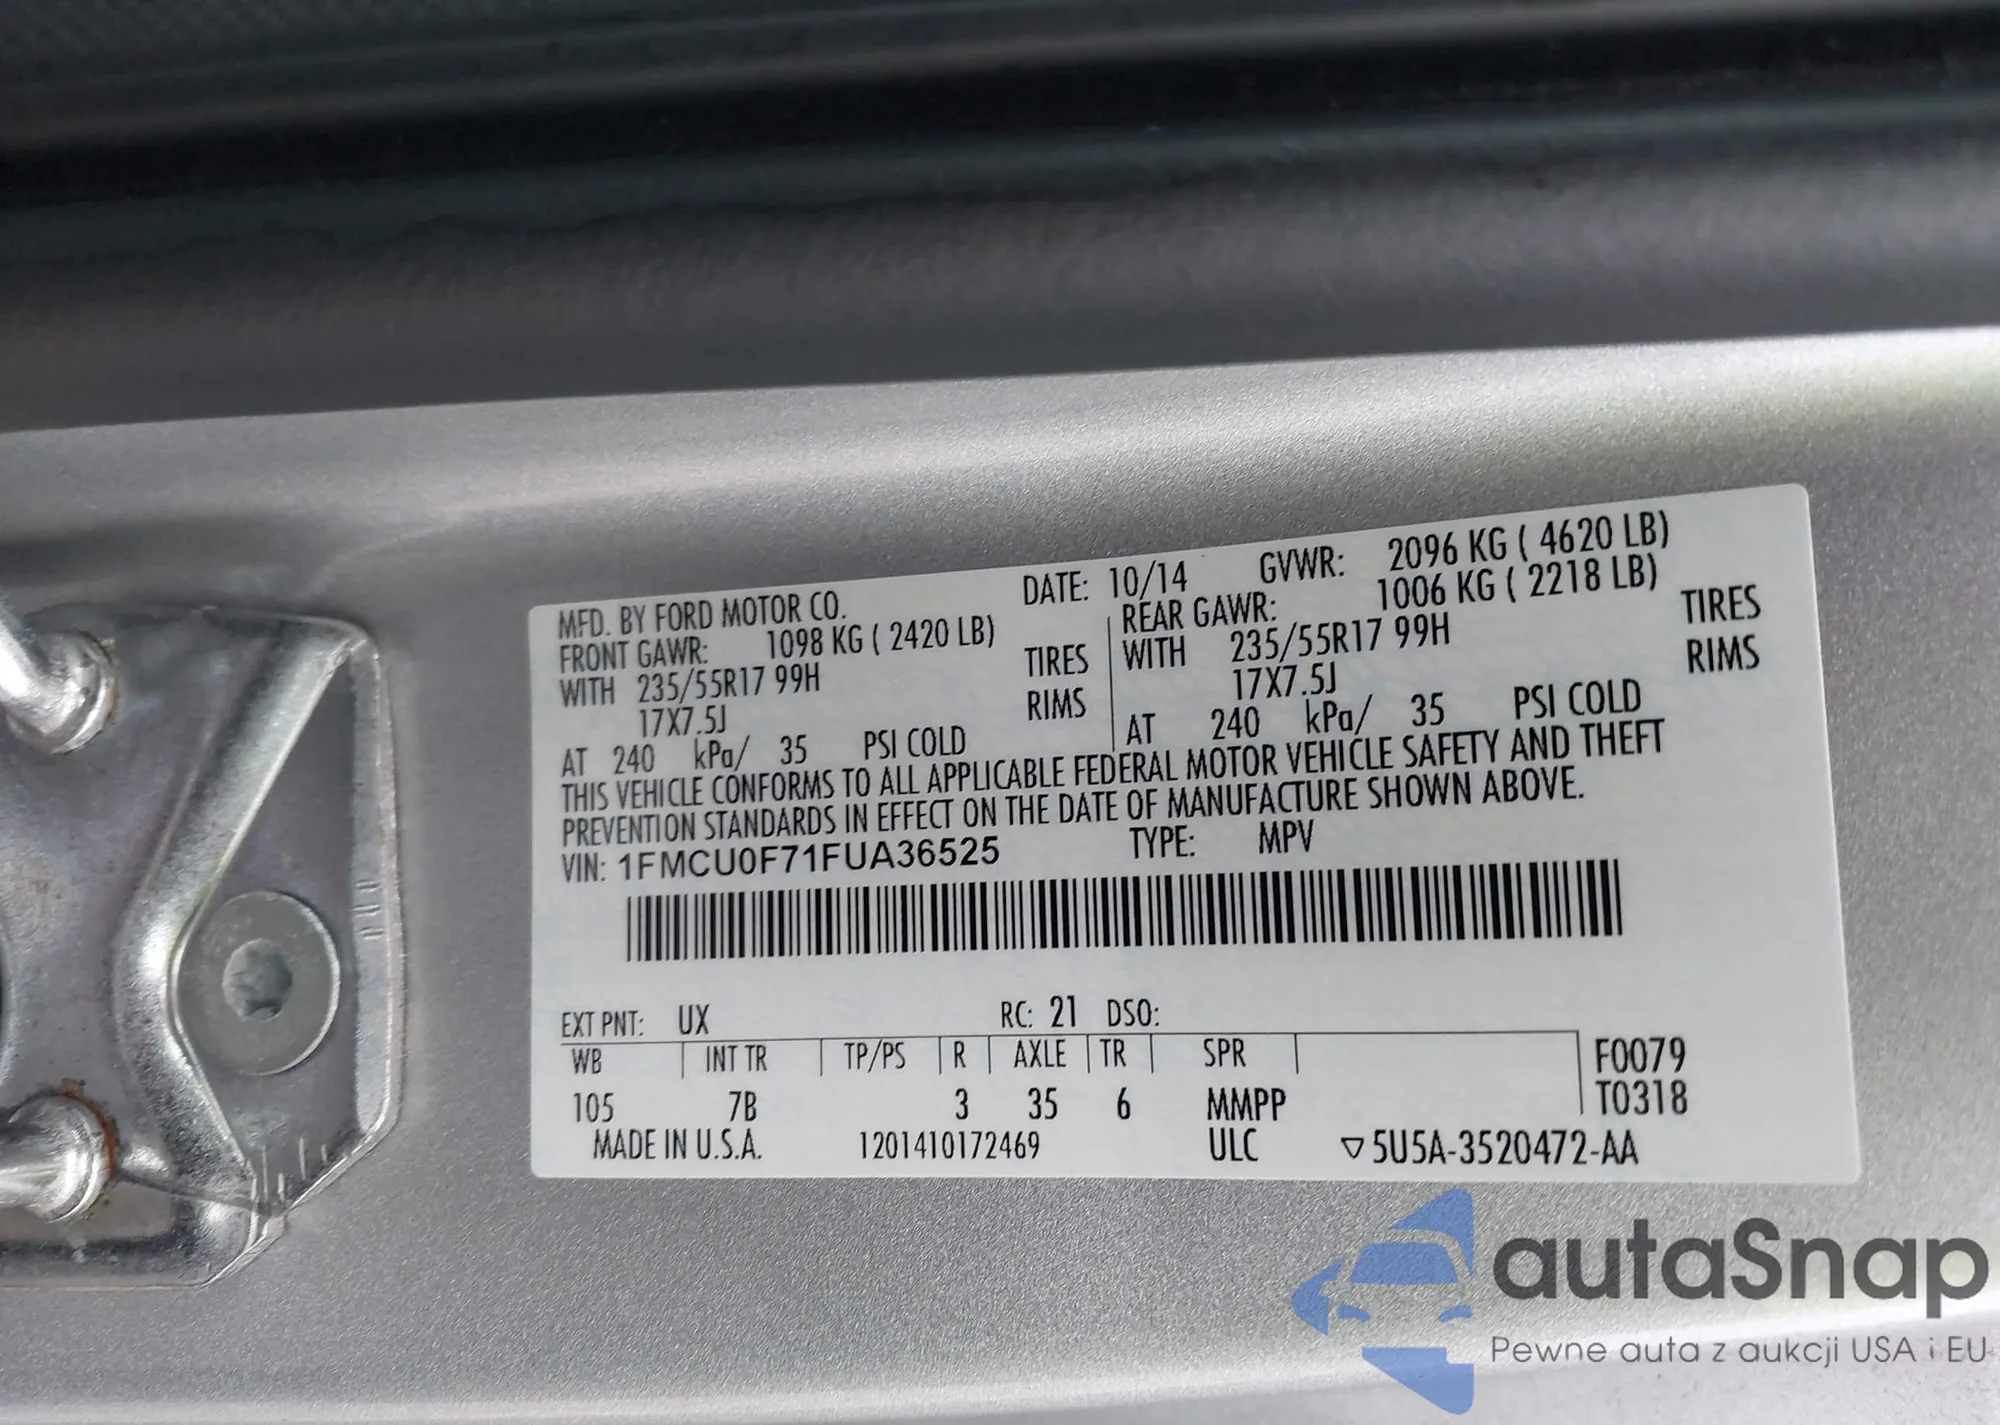 MFD. BY FORD MOTOR CO. DATE: 10/14 GVWR: 2096 KG ( 4620 LB)
FRONT GAWR: 1098 KG ( 2420 LB) REAR GAWR: 1006 KG ( 2218 LB)
WITH 235/55R17 99H TIRES WITH 235/55R17 99H TIRES
17X7.5J RIMS 17X7.5J RIMS
AT 240 kPa/ 35 PSI COLD AT 240 kPa/ 35 PSI COLD
THIS VEHICLE CONFORMS TO ALL APPLICABLE FEDERAL MOTOR VEHICLE SAFETY AND THEFT
PREVENTION STANDARDS IN EFFECT ON THE DATE OF MANUFACTURE SHOWN ABOVE.
VIN: 1FMCU0F71FUA36525 TYPE: MPV
EXT PNT: UX RC: 21 DSO:
WB INT TR TP/PS R AXLE TR SPR F0079
105 7B 3 35 6 MMPP T0318
MADE IN U.S.A. 1201410172469 ULC ▽5U5A-3520472-AA
autaSnap
Pewne auta z aukcji USA i EU